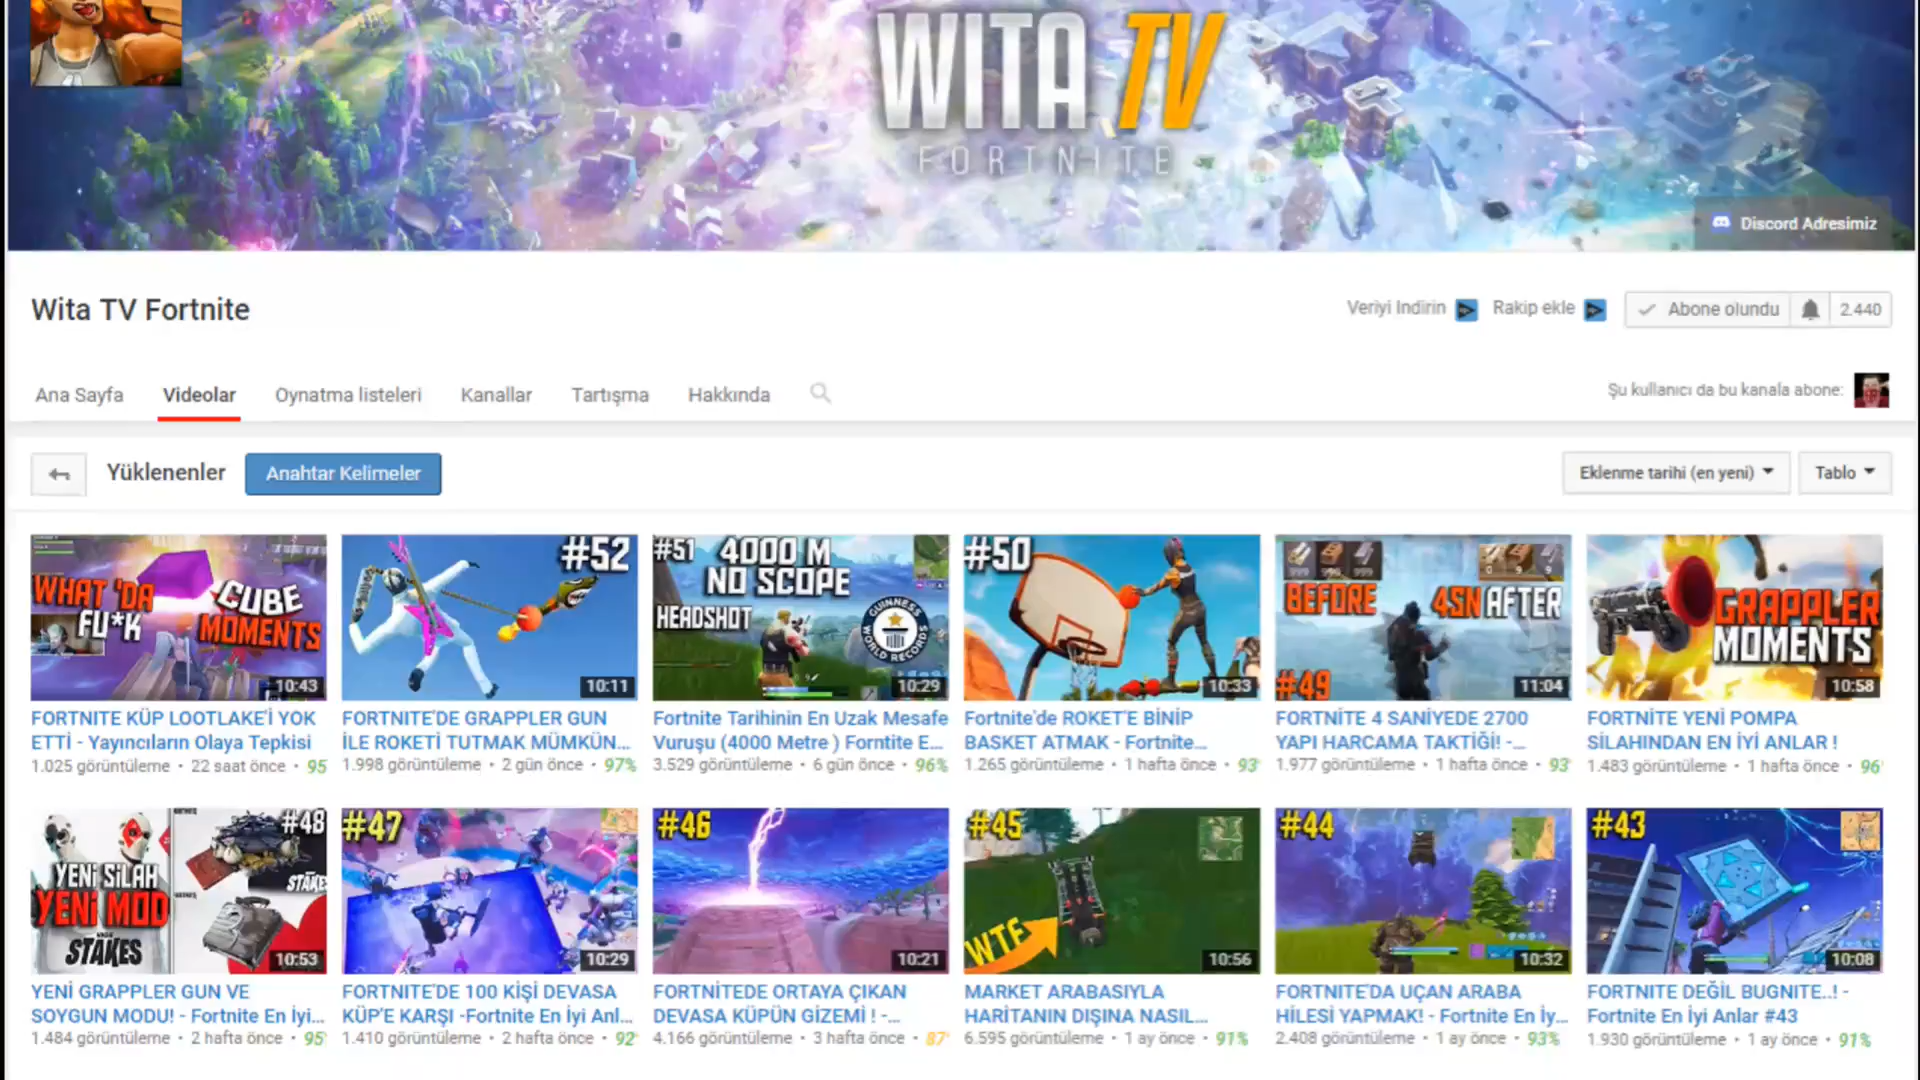 WITA TV
FORTNITE
Discord Adresimiz
Wita TV Fortnite
Veriyi Indirin
Rakip ekle
Abone olundu
2.440
Ana Sayfa
Videolar
Oynatma listeleri
Kanallar
Tartışma
Hakkında
Şu kullanıcı da bu kanala abone:
Yüklenenler
Anahtar Kelimeler
Eklenme tarihi (en yeni)
Tablo
WHAT 'DA FU*K
CUBE MOMENTS
10:43
#52
10:11
#51 4000 M
NO SCOPE
HEADSHOT
GUINNESS WORLD RECORDS
10:29
#50
10:33
BEFORE
4SN AFTER
#49
11:04
GRAPPLER
MOMENTS
10:58
FORTNITE KÜP LOOTLAKE'İ YOK
ETTİ - Yayıncıların Olaya Tepkisi
1.025 görüntüleme • 22 saat önce • 95
FORTNITE'DE GRAPPLER GUN
İLE ROKETİ TUTMAK MÜMKÜN...
1.998 görüntüleme • 2 gün önce • 97%
Fortnite Tarihinin En Uzak Mesafe
Vuruşu (4000 Metre ) Forntite E...
3.529 görüntüleme • 6 gün önce • 96%
Fortnite'de ROKET'E BİNİP
BASKET ATMAK - Fortnite...
1.265 görüntüleme • 1 hafta önce • 93
FORTNİTE 4 SANİYEDE 2700
YAPI HARCAMA TAKTİĞİ! -...
1.977 görüntüleme • 1 hafta önce • 93
FORTNİTE YENİ POMPA
SİLAHINDAN EN İYİ ANLAR !
1.483 görüntüleme • 1 hafta önce • 96
#48
YENİ SİLAH
YENİ MOD
STAKES
STAKES
10:53
#47
10:29
#46
10:21
#45
WTF
10:56
#44
10:32
#43
10:08
YENİ GRAPPLER GUN VE
SOYGUN MODU! - Fortnite En İyi...
1.484 görüntüleme • 2 hafta önce • 95
FORTNITE'DE 100 KİŞİ DEVASA
KÜP'E KARŞI -Fortnite En İyi Anl...
1.410 görüntüleme • 2 hafta önce • 92
FORTNİTEDE ORTAYA ÇIKAN
DEVASA KÜPÜN GİZEMİ ! -...
4.166 görüntüleme • 3 hafta önce • 87
MARKET ARABASIYLA
HARİTANIN DIŞINA NASIL...
6.595 görüntüleme • 1 ay önce • 91%
FORTNITE'DA UÇAN ARABA
HİLESİ YAPMAK! - Fortnite En İy...
2.408 görüntüleme • 1 ay önce • 93%
FORTNITE DEĞİL BUGNITE..! -
Fortnite En İyi Anlar #43
1.930 görüntüleme • 1 ay önce • 91%